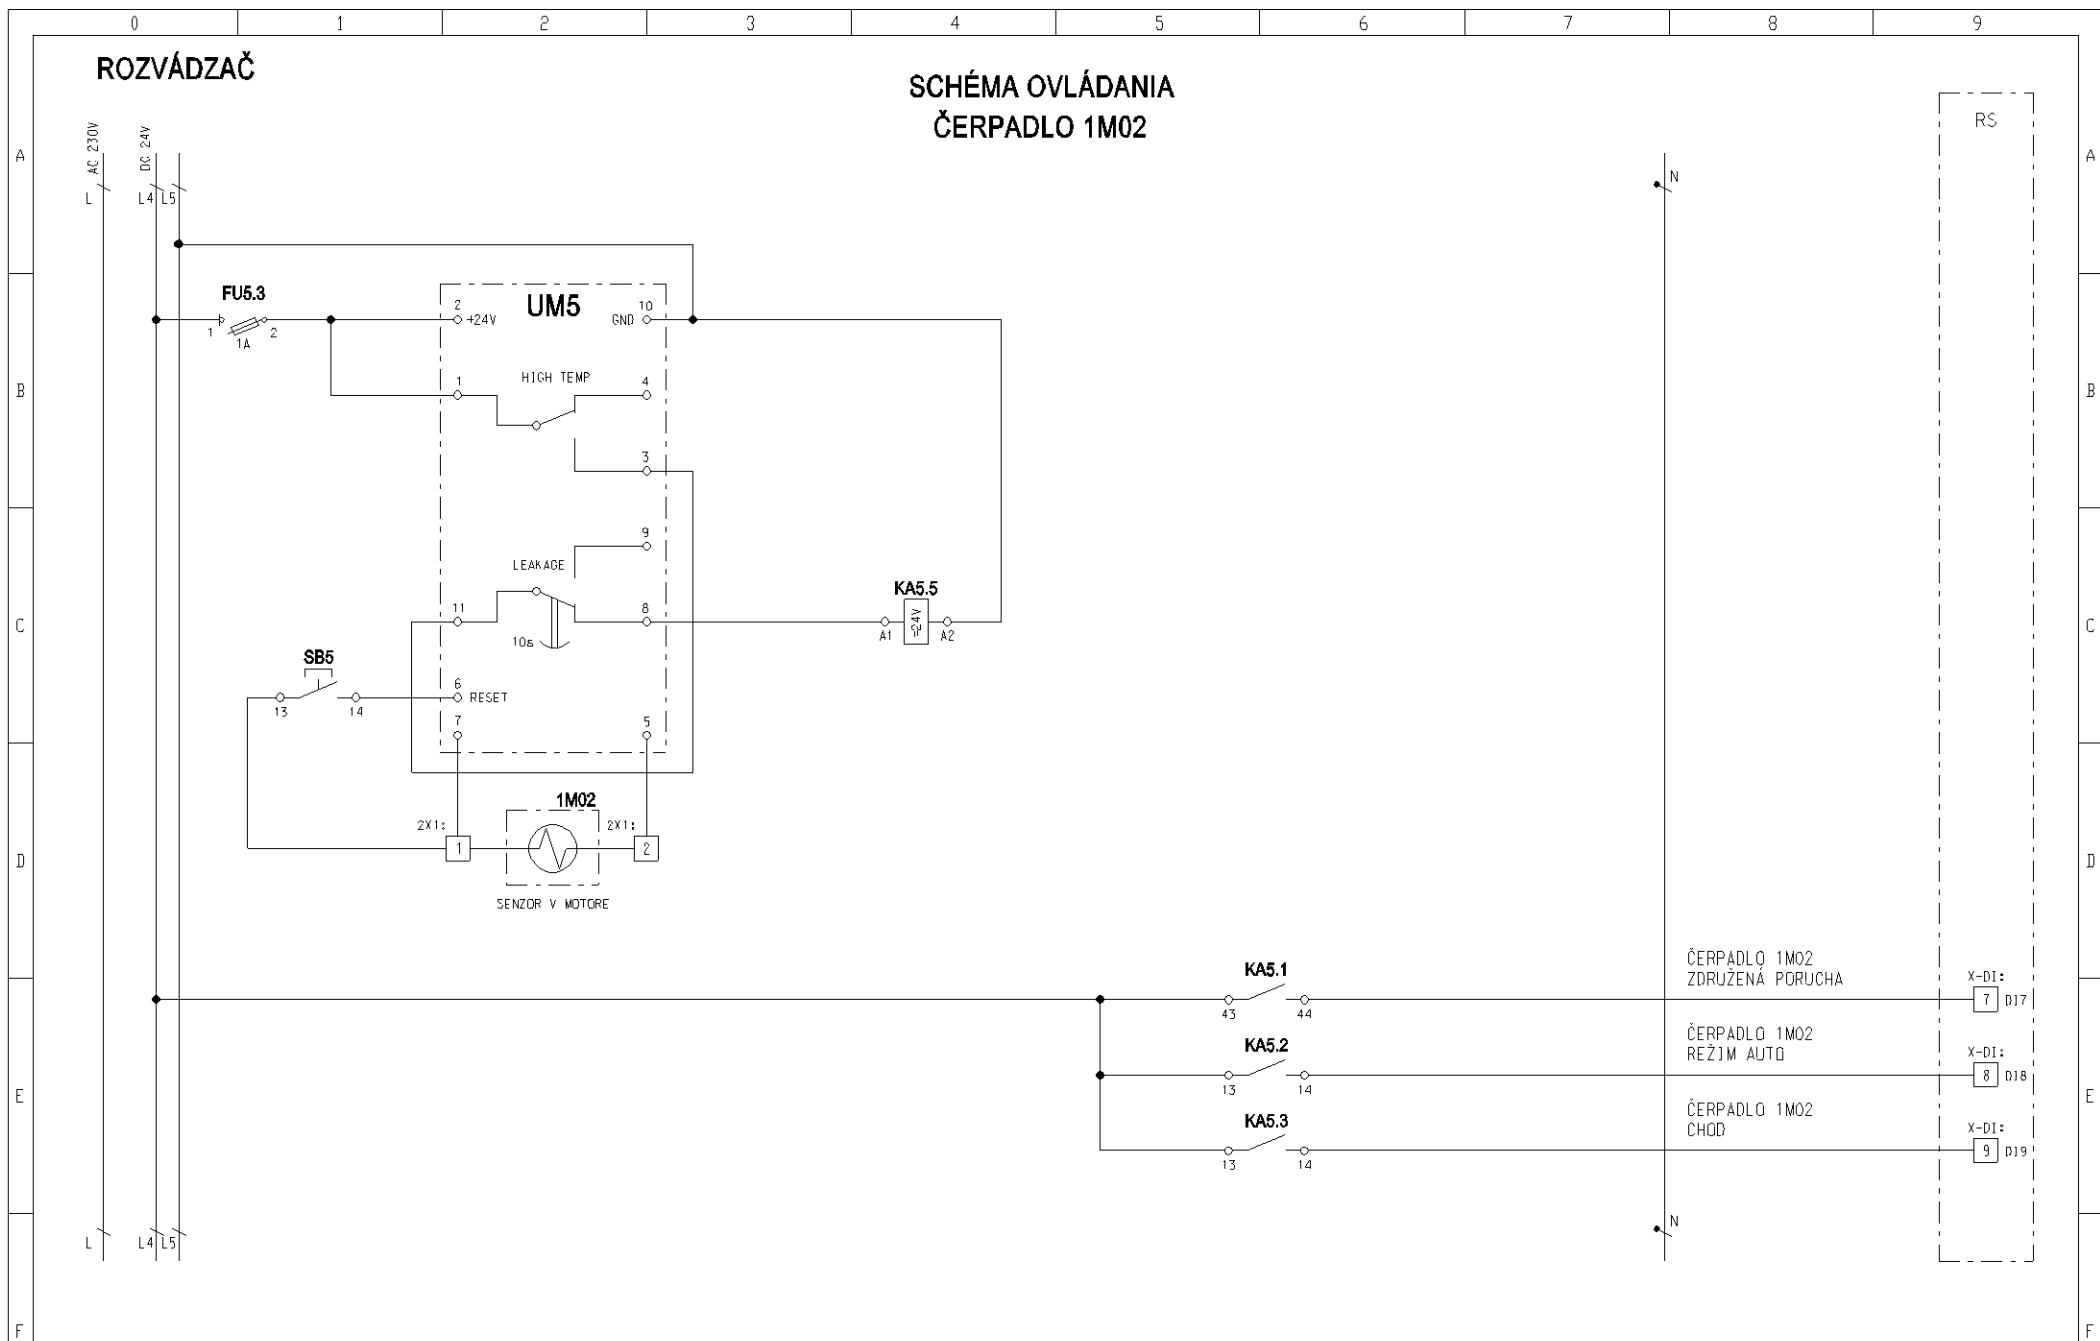 0 1 2 3 4 5 6 7 8 9
ROZVÁDZAČ
SCHÉMA OVLÁDANIA
ČERPADLO 1M02
RS
AC 230V
DC 24V
A A
L L4 L5
N
FU5.3
1 2
1A
UM5
2 +24V
10
GND
B B
1 HIGH TEMP 4
3
9
LEAKAGE
11 8
10s
KA5.5
A1 =24V A2
C C
SB5
13 14
6 RESET
7 5
1M02
2X1: 2X1:
1 2
D D
SENZOR V MOTORE
KA5.1
43 44
ČERPADLO 1M02
ZDRUŽENÁ PORUCHA
X-DI:
7 DI7
KA5.2
13 14
ČERPADLO 1M02
REŽIM AUTO
X-DI:
8 DI8
E E
KA5.3
13 14
ČERPADLO 1M02
CHOD
X-DI:
9 DI9
L L4 L5
N
F F